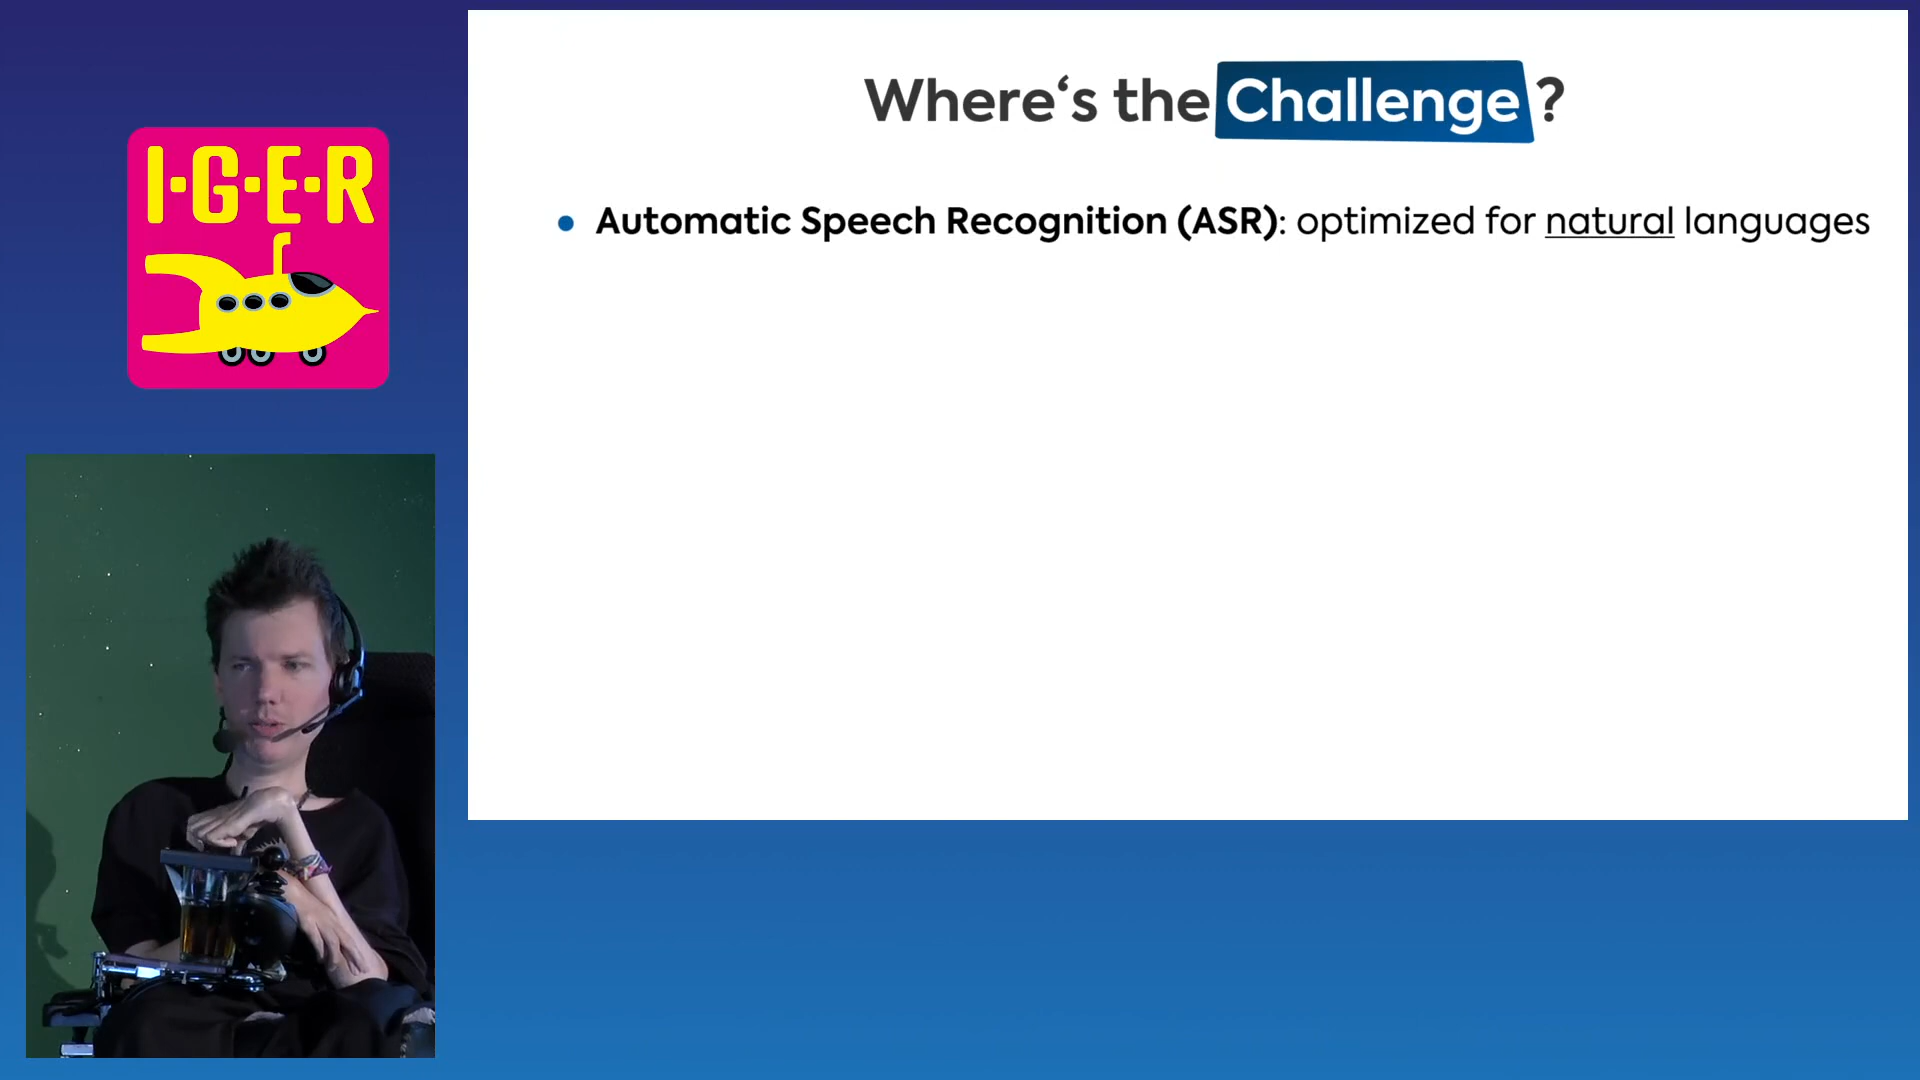 I·G·E·R
Where‘s the Challenge ?
• Automatic Speech Recognition (ASR): optimized for natural languages